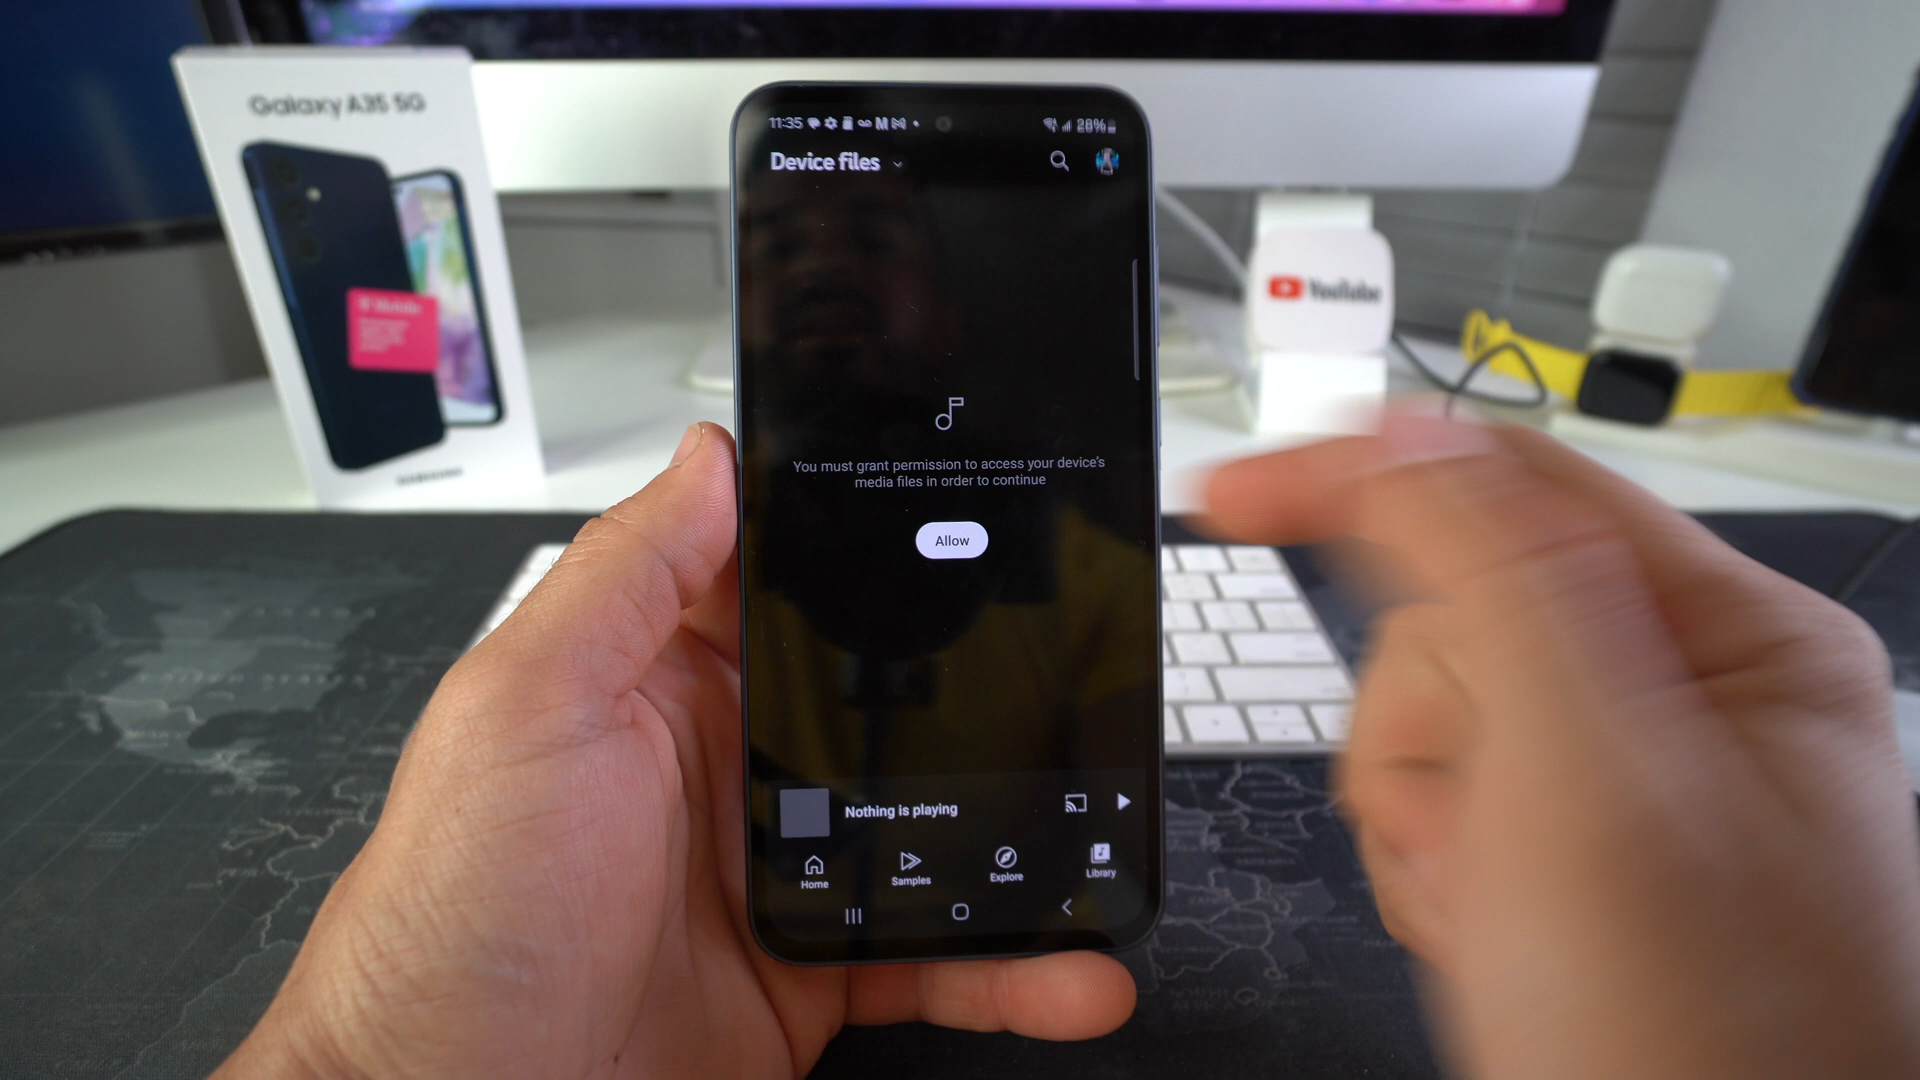 Galaxy A35 5G
SAMSUNG
11:35
28%
Device files
You must grant permission to access your device's
media files in order to continue
Allow
Nothing is playing
Home
Samples
Explore
Library
YouTube